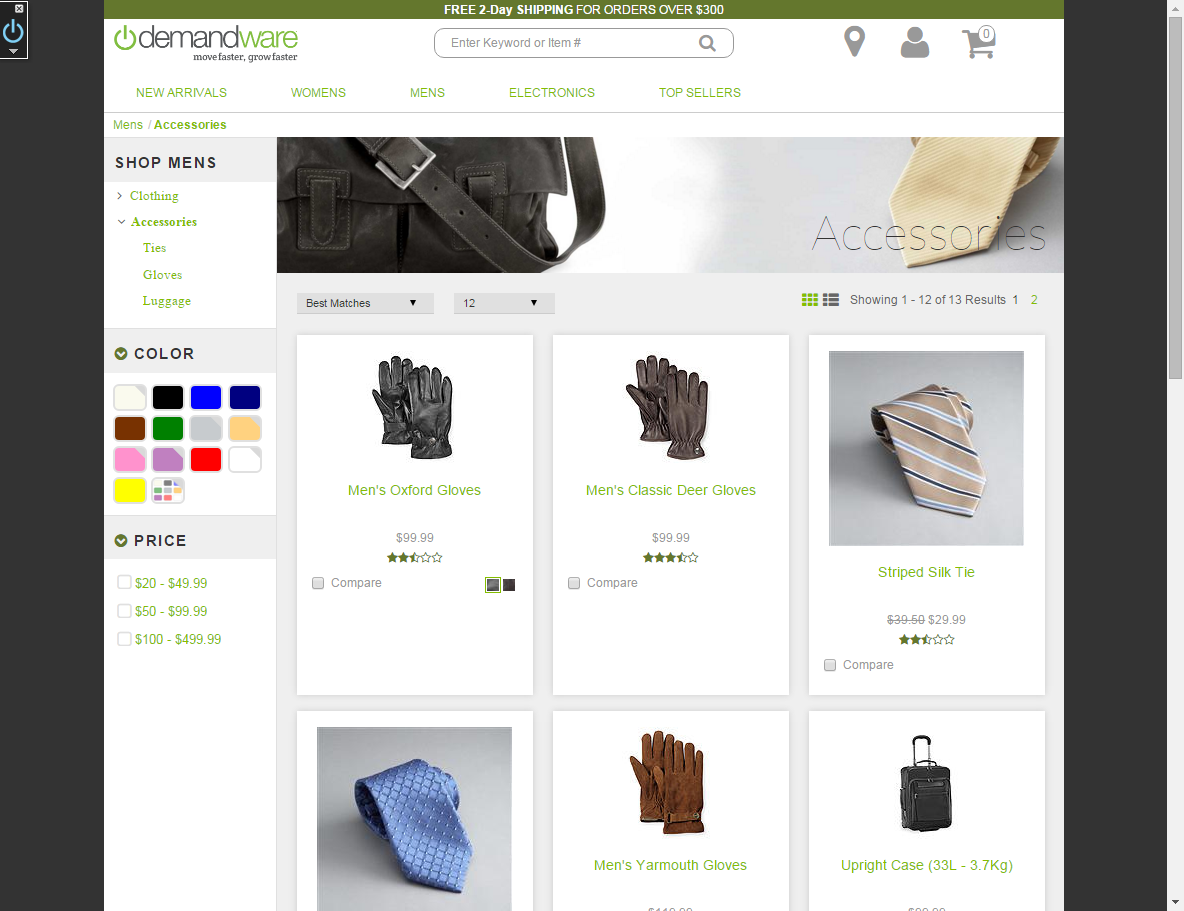 FREE 2-Day SHIPPING FOR ORDERS OVER $300
demandware
move faster, grow faster
Enter Keyword or Item #
0
NEW ARRIVALS WOMENS MENS ELECTRONICS TOP SELLERS
Mens / Accessories
SHOP MENS
Clothing
Accessories
Ties
Gloves
Luggage
COLOR
PRICE
$20 - $49.99
$50 - $99.99
$100 - $499.99
Accessories
Best Matches 12 Showing 1 - 12 of 13 Results 1 2
Men's Oxford Gloves
$99.99
Compare
Men's Classic Deer Gloves
$99.99
Compare
Striped Silk Tie
$39.50 $29.99
Compare
Men's Yarmouth Gloves
Upright Case (33L - 3.7Kg)